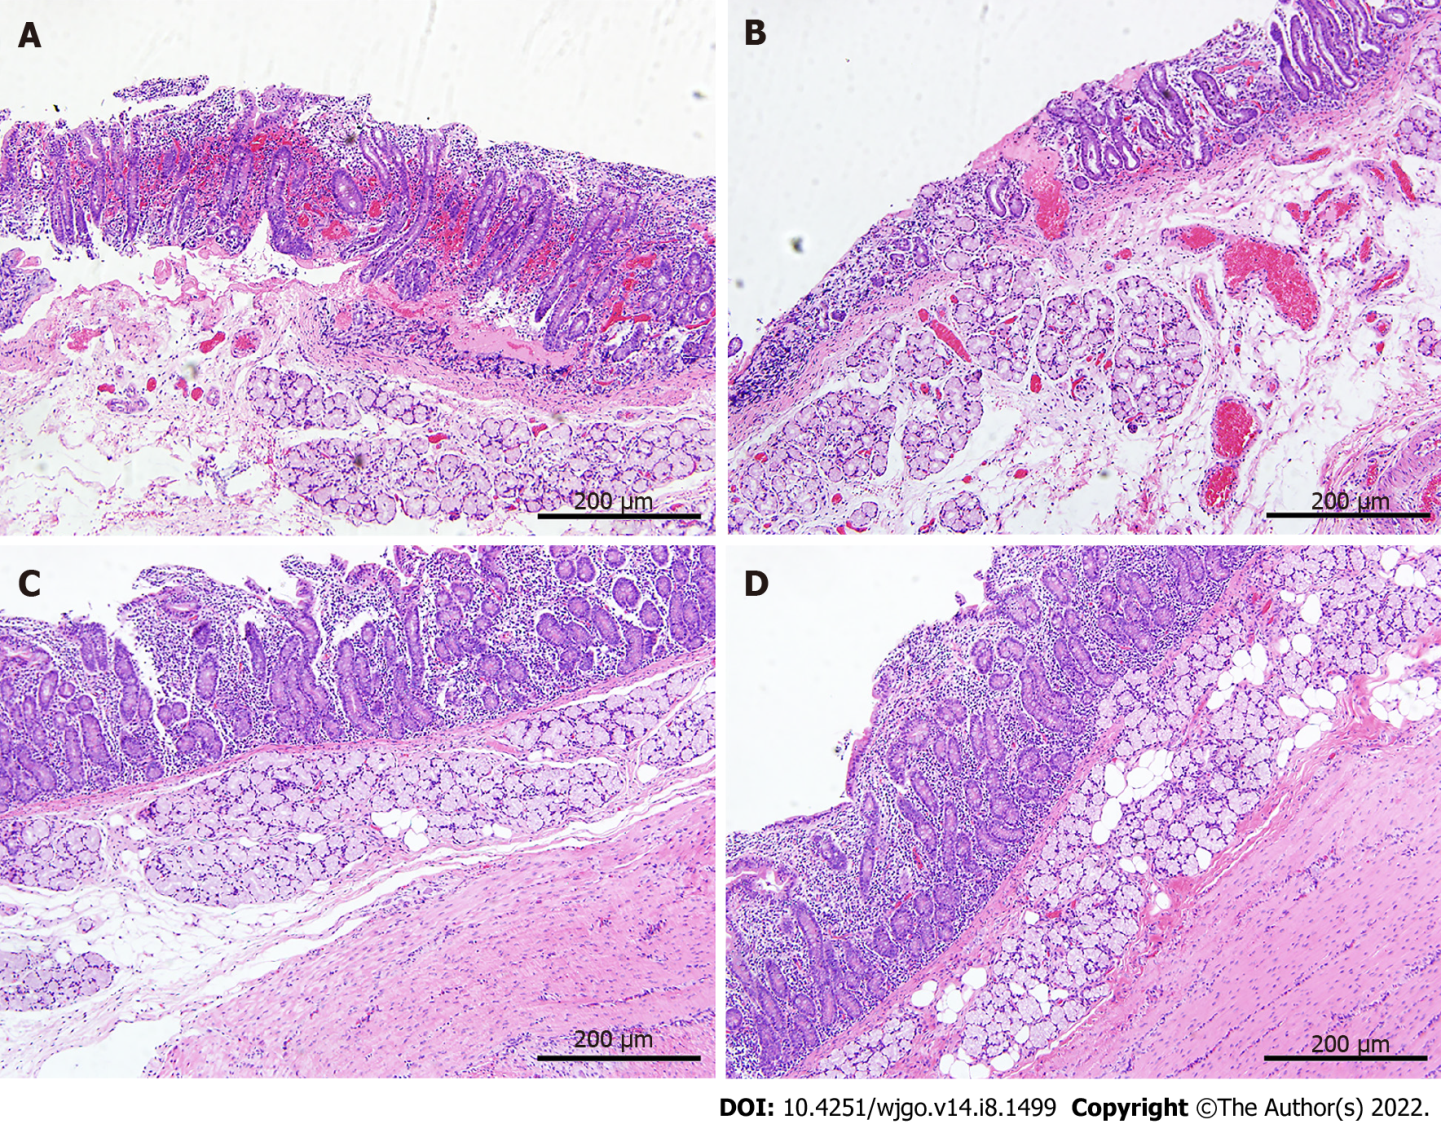 A
B
200 µm
200 µm
C
D
200 µm
200 µm
DOI: 10.4251/wjgo.v14.i8.1499 Copyright ©The Author(s) 2022.